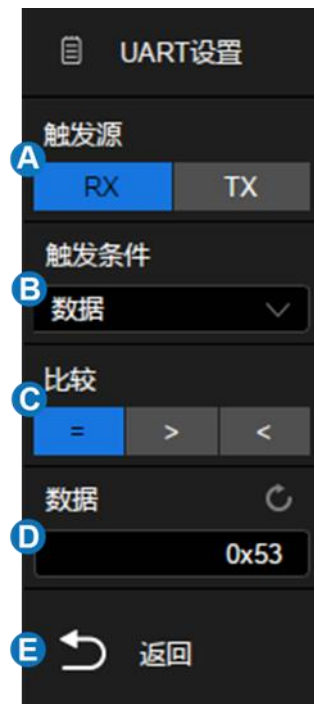 UART设置
触发源
A
RX TX
触发条件
B
数据
比较
C
= > <
数据
D
0x53
E 返回